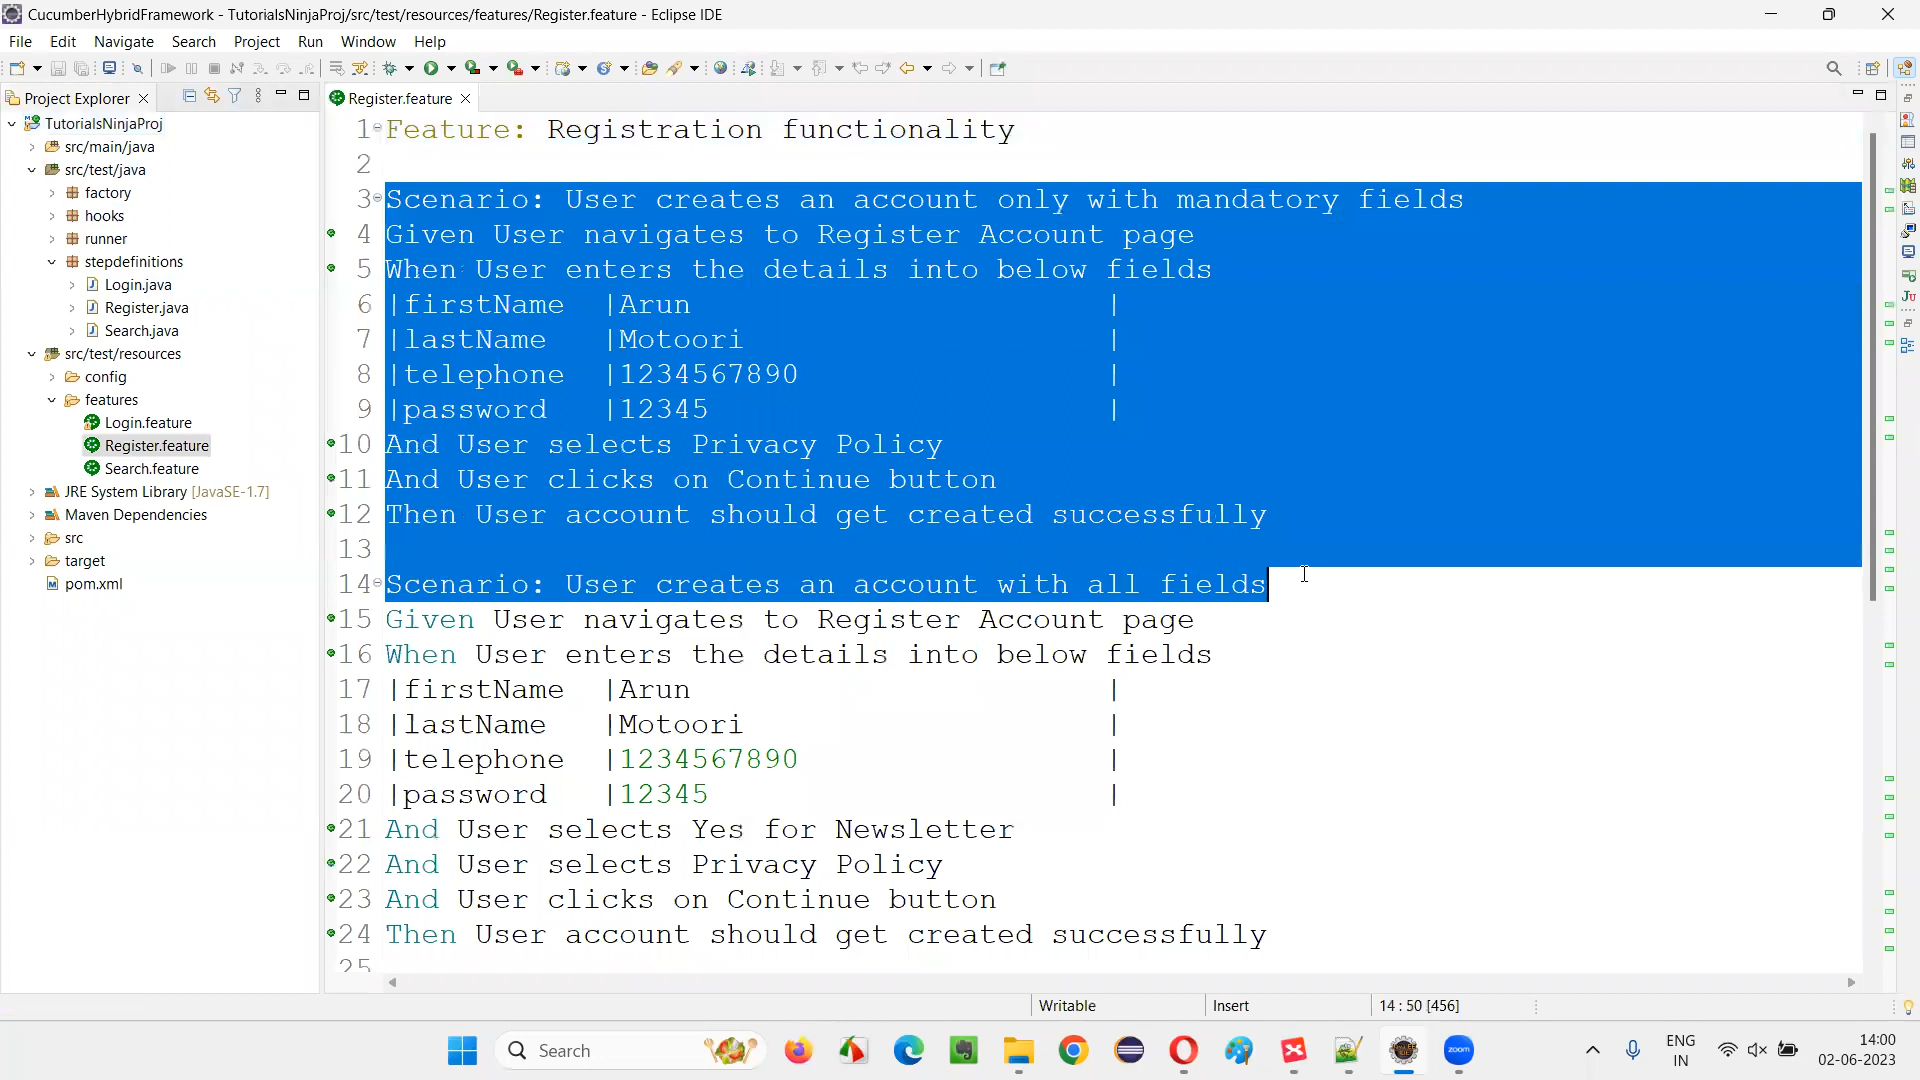 CucumberHybridFramework - TutorialsNinjaProj/src/test/resources/features/Register.feature - Eclipse IDE
File Edit Navigate Search Project Run Window Help
Project Explorer
TutorialsNinjaProj
src/main/java
src/test/java
factory
hooks
runner
stepdefinitions
Login.java
Register.java
Search.java
src/test/resources
config
features
Login.feature
Register.feature
Search.feature
JRE System Library [JavaSE-1.7]
Maven Dependencies
src
target
pom.xml
Register.feature
1 Feature: Registration functionality
2
3 Scenario: User creates an account only with mandatory fields
4 Given User navigates to Register Account page
5 When User enters the details into below fields
6 |firstName |Arun |
7 |lastName |Motoori |
8 |telephone |1234567890 |
9 |password |12345 |
10 And User selects Privacy Policy
11 And User clicks on Continue button
12 Then User account should get created successfully
13
14 Scenario: User creates an account with all fields
15 Given User navigates to Register Account page
16 When User enters the details into below fields
17 |firstName |Arun |
18 |lastName |Motoori |
19 |telephone |1234567890 |
20 |password |12345 |
21 And User selects Yes for Newsletter
22 And User selects Privacy Policy
23 And User clicks on Continue button
24 Then User account should get created successfully
25
Writable Insert 14 : 50 [456]
Search
zoom
ENG
IN
14:00
02-06-2023